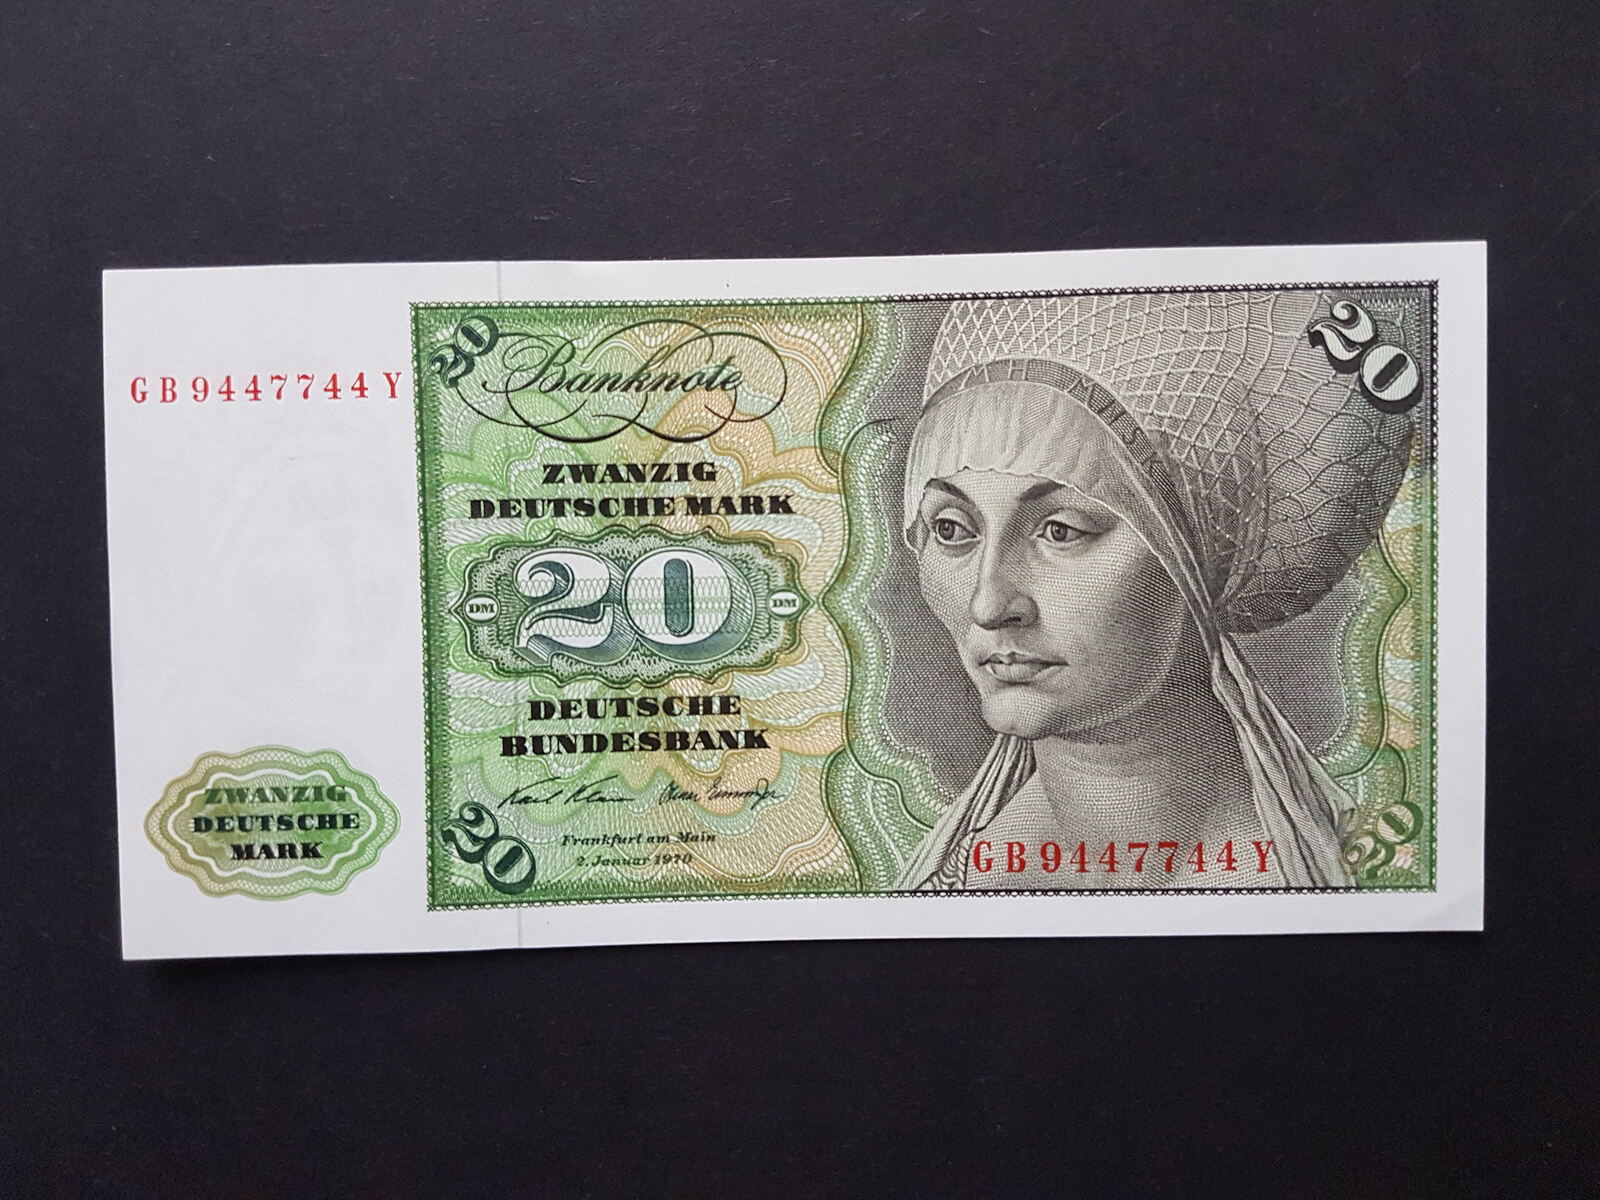 GB9447744Y
20
Banknote
20
ZWANZIG
DEUTSCHE MARK
DM 20 DM
DEUTSCHE
BUNDESBANK
Frankfurt am Main
2. Januar 1970
20
20
ZWANZIG
DEUTSCHE
MARK
GB9447744Y